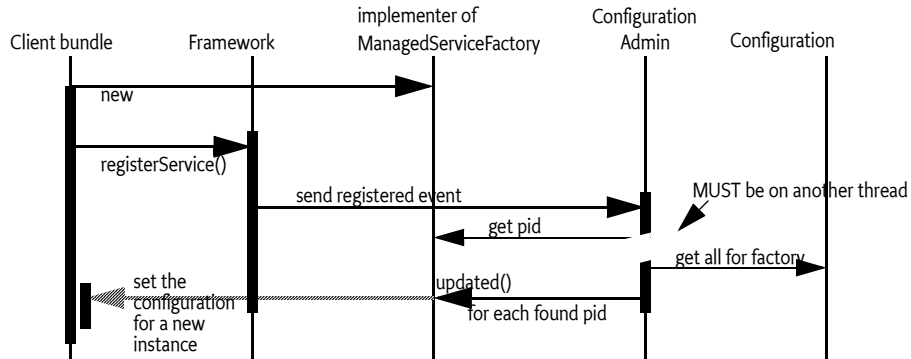 implementer of
ManagedServiceFactory
Configuration
Admin
Client bundle
Framework
Configuration
new
registerService()
send registered event
MUST be on another thread
get pid
get all for factory
updated()
for each found pid
set the
configuration
for a new
instance